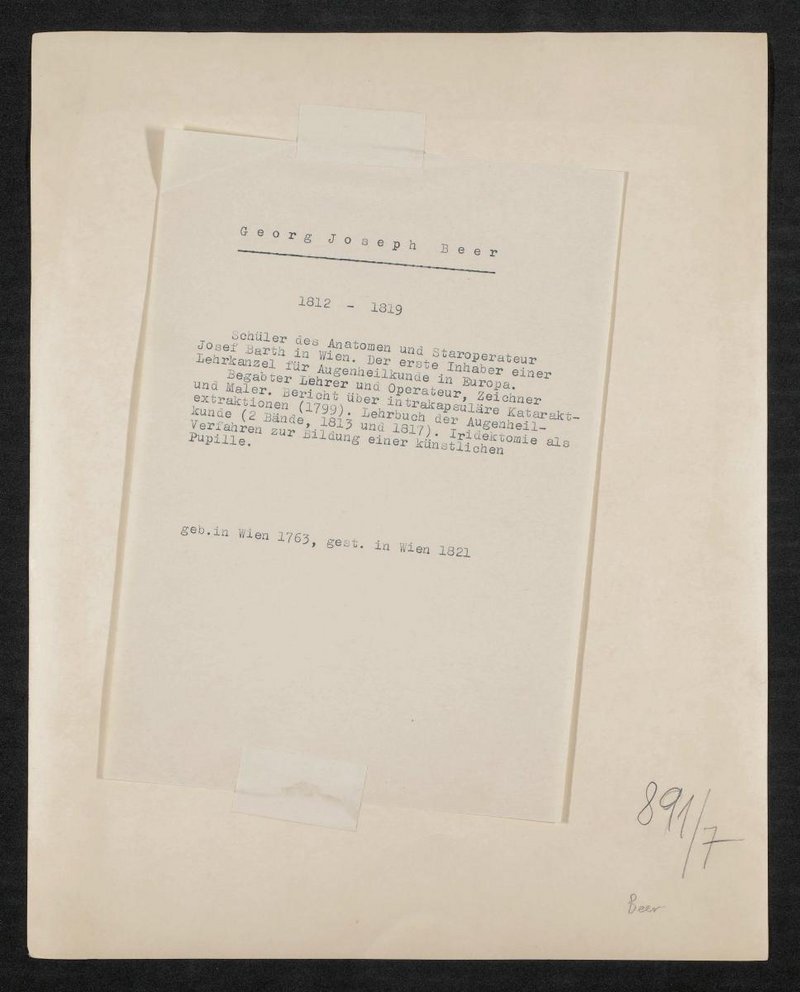 Georg Joseph Beer
1812 - 1819
Schüler des Anatomen und Staroperateur
Josef Barth in Wien. Der erste Inhaber einer
Lehrkanzel für Augenheilkunde in Europa.
Begabter Lehrer und Operateur, Zeichner
und Maler. Bericht über intrakapsuläre Katarakt-
extraktionen (1799). Lehrbuch der Augenheil-
kunde (2 Bände, 1813 und 1817). Iridektomie als
Verfahren zur Bildung einer künstlichen
Pupille.
geb.in Wien 1763, gest. in Wien 1821
891/7
Beer